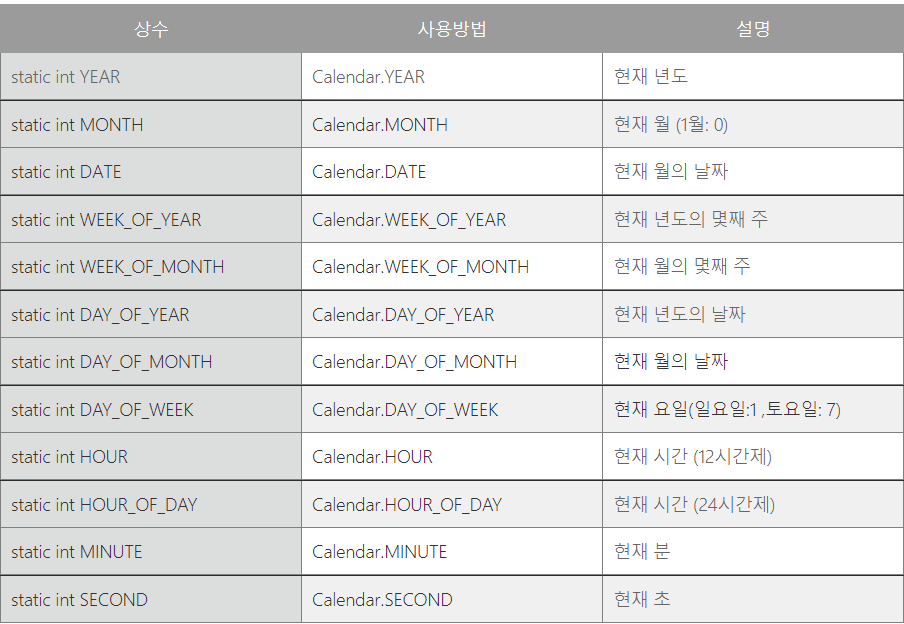 상수 사용방법 설명
static int YEAR Calendar.YEAR 현재 년도
static int MONTH Calendar.MONTH 현재 월 (1월: 0)
static int DATE Calendar.DATE 현재 월의 날짜
static int WEEK_OF_YEAR Calendar.WEEK_OF_YEAR 현재 년도의 몇째 주
static int WEEK_OF_MONTH Calendar.WEEK_OF_MONTH 현재 월의 몇째 주
static int DAY_OF_YEAR Calendar.DAY_OF_YEAR 현재 년도의 날짜
static int DAY_OF_MONTH Calendar.DAY_OF_MONTH 현재 월의 날짜
static int DAY_OF_WEEK Calendar.DAY_OF_WEEK 현재 요일(일요일:1 ,토요일: 7)
static int HOUR Calendar.HOUR 현재 시간 (12시간제)
static int HOUR_OF_DAY Calendar.HOUR_OF_DAY 현재 시간 (24시간제)
static int MINUTE Calendar.MINUTE 현재 분
static int SECOND Calendar.SECOND 현재 초